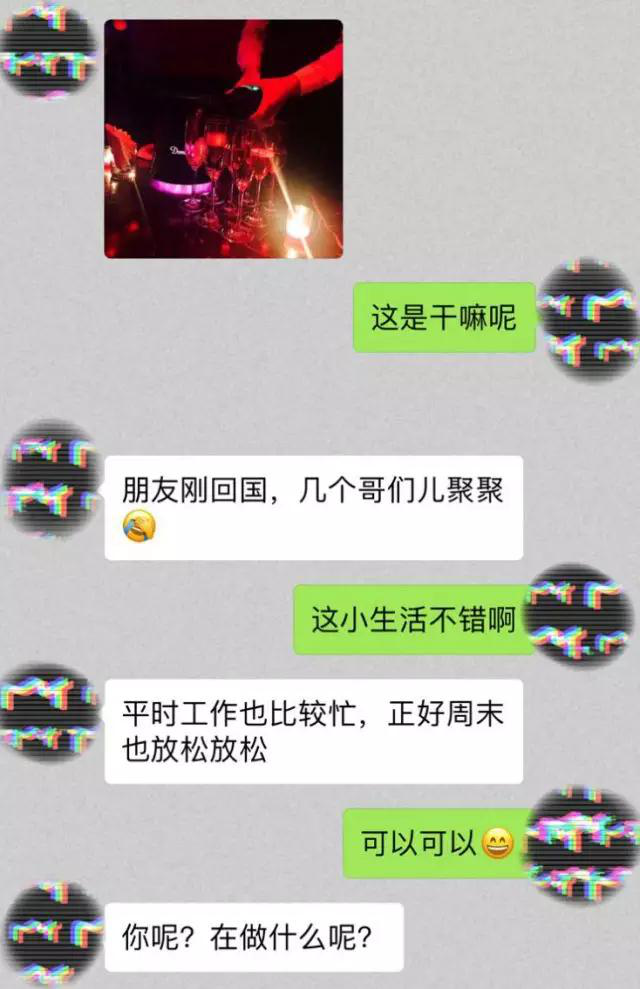 这是干嘛呢
朋友刚回国，几个哥们儿聚聚
😂
这小生活不错啊
平时工作也比较忙，正好周末
也放松放松
可以可以😄
你呢？在做什么呢？